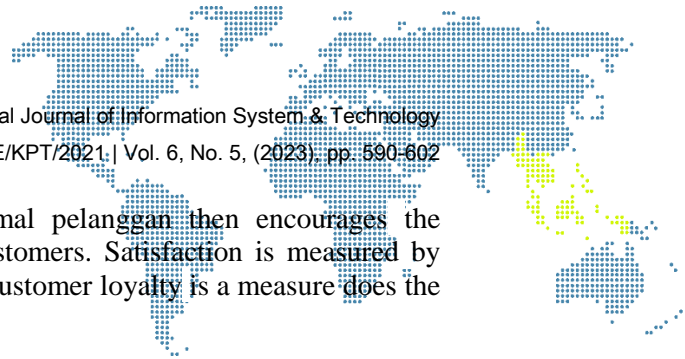 al Journal of Information System & Technology
E/KPT/2021 | Vol. 6, No. 5, (2023), pp. 590-602
mal pelanggan then encourages the
stomers. Satisfaction is measured by
ustomer loyalty is a measure does the